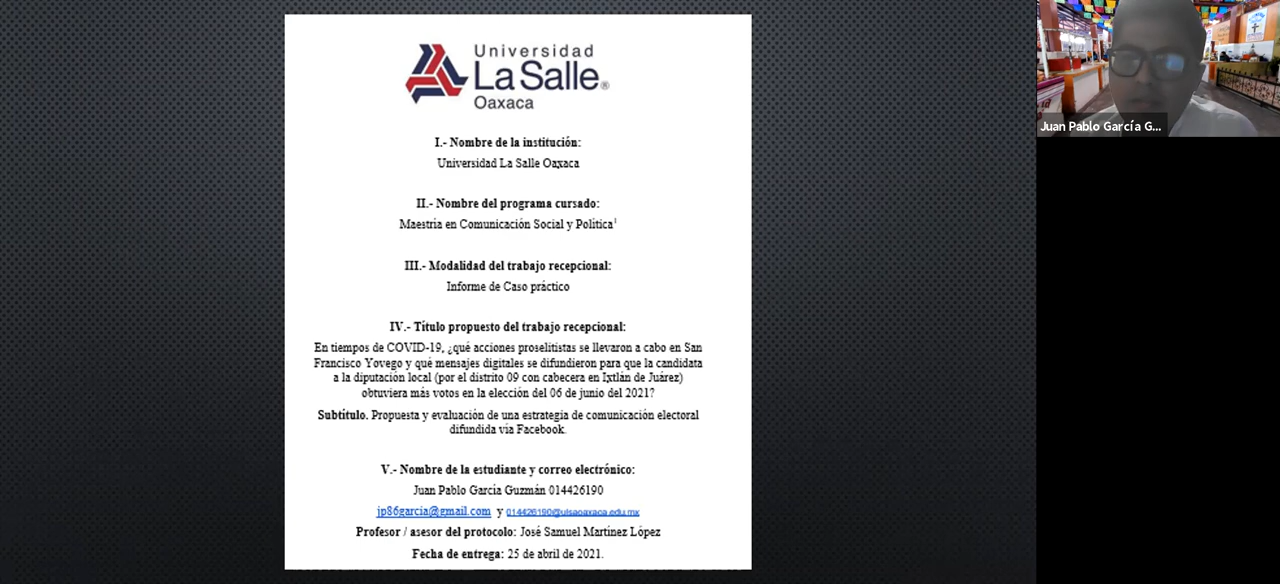 Universidad
La Salle®
Oaxaca
I.- Nombre de la institución:
Universidad La Salle Oaxaca
II.- Nombre del programa cursado:
Maestría en Comunicación Social y Política¹
III.- Modalidad del trabajo recepcional:
Informe de Caso práctico
IV.- Título propuesto del trabajo recepcional:
En tiempos de COVID-19, ¿qué acciones proselitistas se llevaron a cabo en San
Francisco Yovego y qué mensajes digitales se difundieron para que la candidata
a la diputación local (por el distrito 09 con cabecera en Ixtlán de Juárez)
obtuviera más votos en la elección del 06 de junio del 2021?
Subtítulo. Propuesta y evaluación de una estrategia de comunicación electoral
difundida vía Facebook.
V.- Nombre de la estudiante y correo electrónico:
Juan Pablo García Guzmán 014426190
jp86garcia@gmail.com y 014426190@ulsaoaxaca.edu.mx
Profesor / asesor del protocolo: José Samuel Martínez López
Fecha de entrega: 25 de abril de 2021.
Juan Pablo García G...